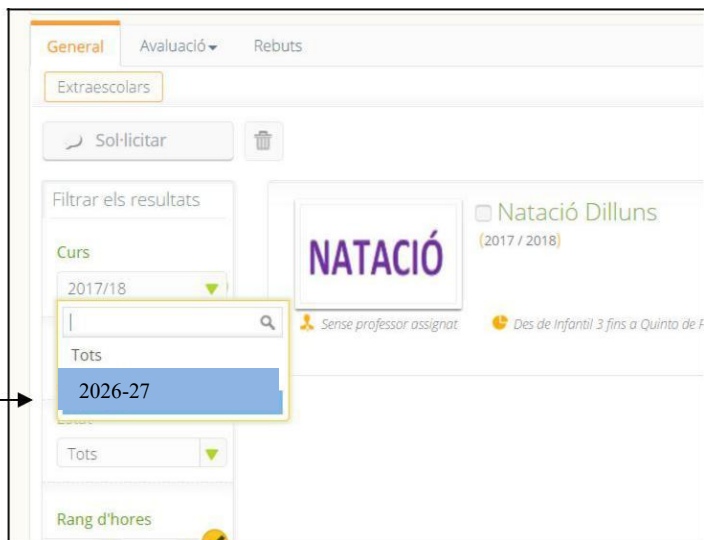 General Avaluació Rebuts
Extraescolars
Sol·licitar
Filtrar els resultats
Curs
2017/18
Tots
2026-27
Tots
Rang d'hores
NATACIÓ
Natació Dilluns
(2017 / 2018)
Sense professor assignat Des de Infantil 3 fins a Quinto de